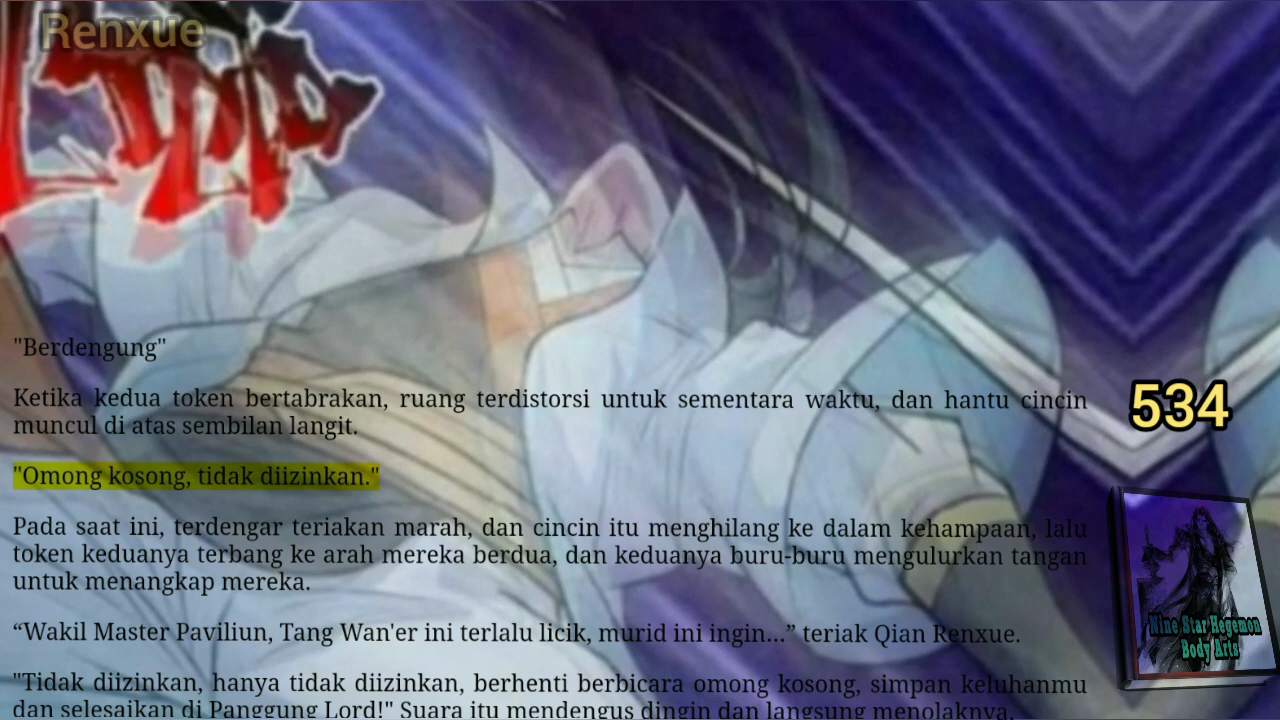 Renxue
"Berdengung"
Ketika kedua token bertabrakan, ruang terdistorsi untuk sementara waktu, dan hantu cincin
muncul di atas sembilan langit.
"Omong kosong, tidak diizinkan."
534
Pada saat ini, terdengar teriakan marah, dan cincin itu menghilang ke dalam kehampaan, lalu
token keduanya terbang ke arah mereka berdua, dan keduanya buru-buru mengulurkan tangan
untuk menangkap mereka.
“Wakil Master Paviliun, Tang Wan'er ini terlalu licik, murid ini ingin...” teriak Qian Renxue.
Nine Star Hegemon
Body Arts
"Tidak diizinkan, hanya tidak diizinkan, berhenti berbicara omong kosong, simpan keluhanmu
dan selesaikan di Panggung Lord!" Suara itu mendengus dingin dan langsung menolaknya.